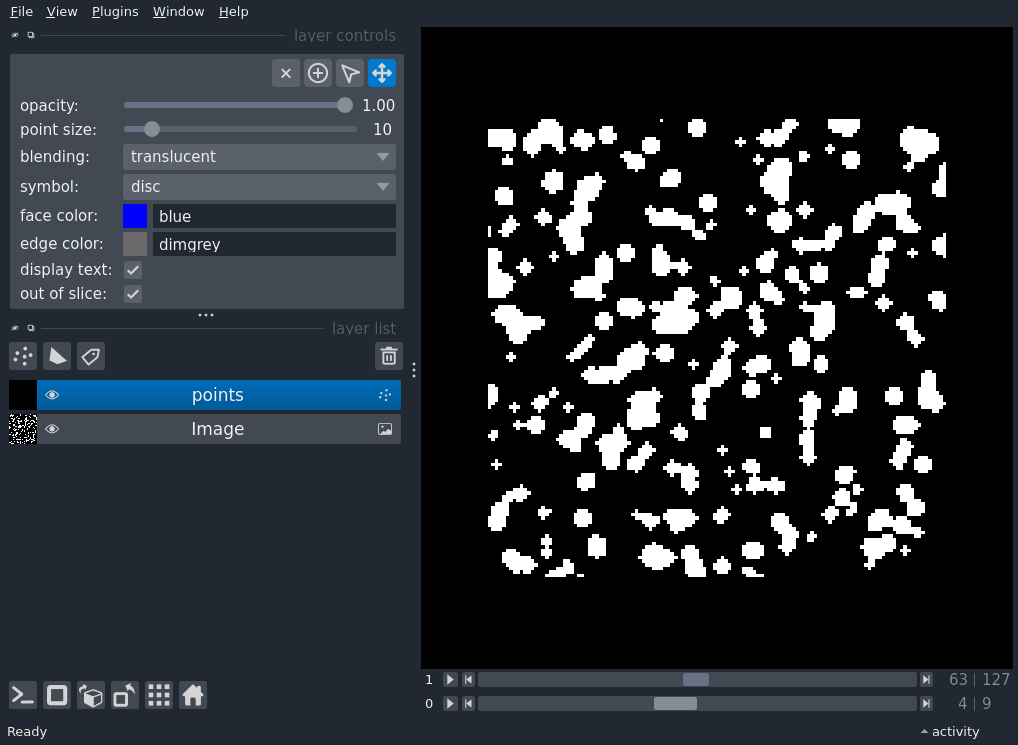 File View Plugins Window Help
layer controls
opacity: 1.00
point size: 10
blending: translucent
symbol: disc
face color: blue
edge color: dimgrey
display text:
out of slice:
layer list
points
Image
1 63 | 127
0 4 | 9
Ready activity